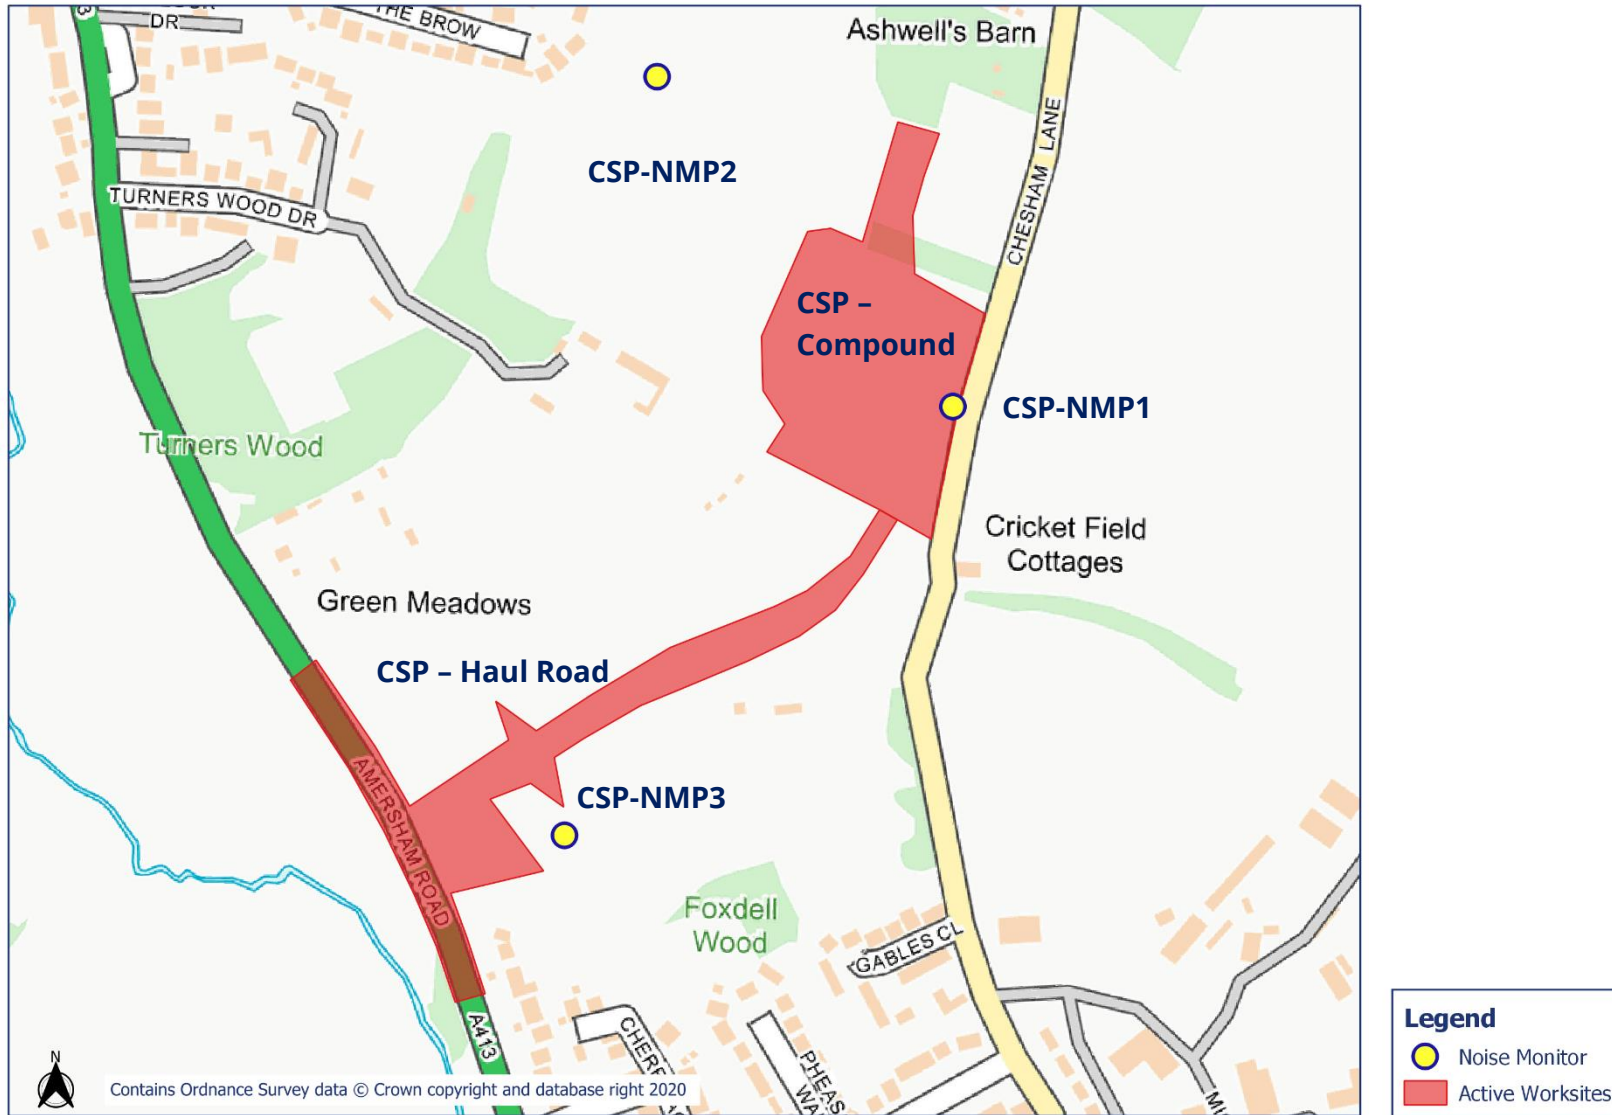 DR
THE BROW
Ashwell's Barn
CSP-NMP2
CHESHAM LANE
TURNERS WOOD DR
CSP –
Compound
CSP-NMP1
Turners Wood
Cricket Field
Cottages
Green Meadows
CSP – Haul Road
AMERSHAM ROAD
CSP-NMP3
Foxdell
Wood
GABLES CL
A413
N
Contains Ordnance Survey data © Crown copyright and database right 2020
Legend
Noise Monitor
Active Worksites